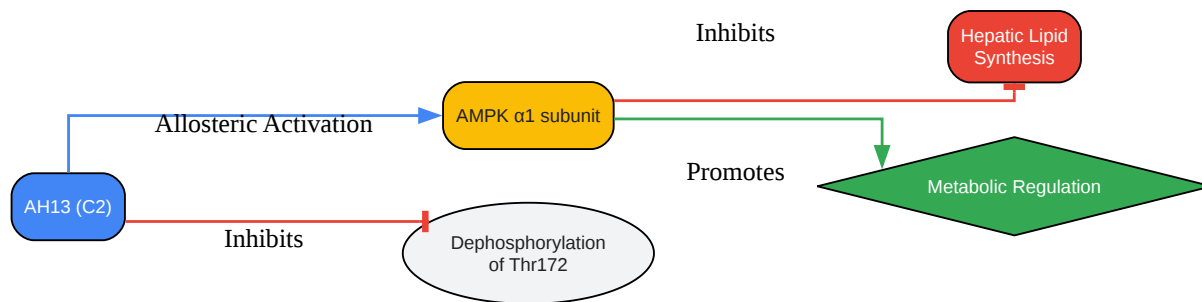 Inhibits
Hepatic Lipid
Synthesis
Allosteric Activation
AMPK α1 subunit
Promotes
Metabolic Regulation
AH13 (C2)
Inhibits
Dephosphorylation
of Thr172